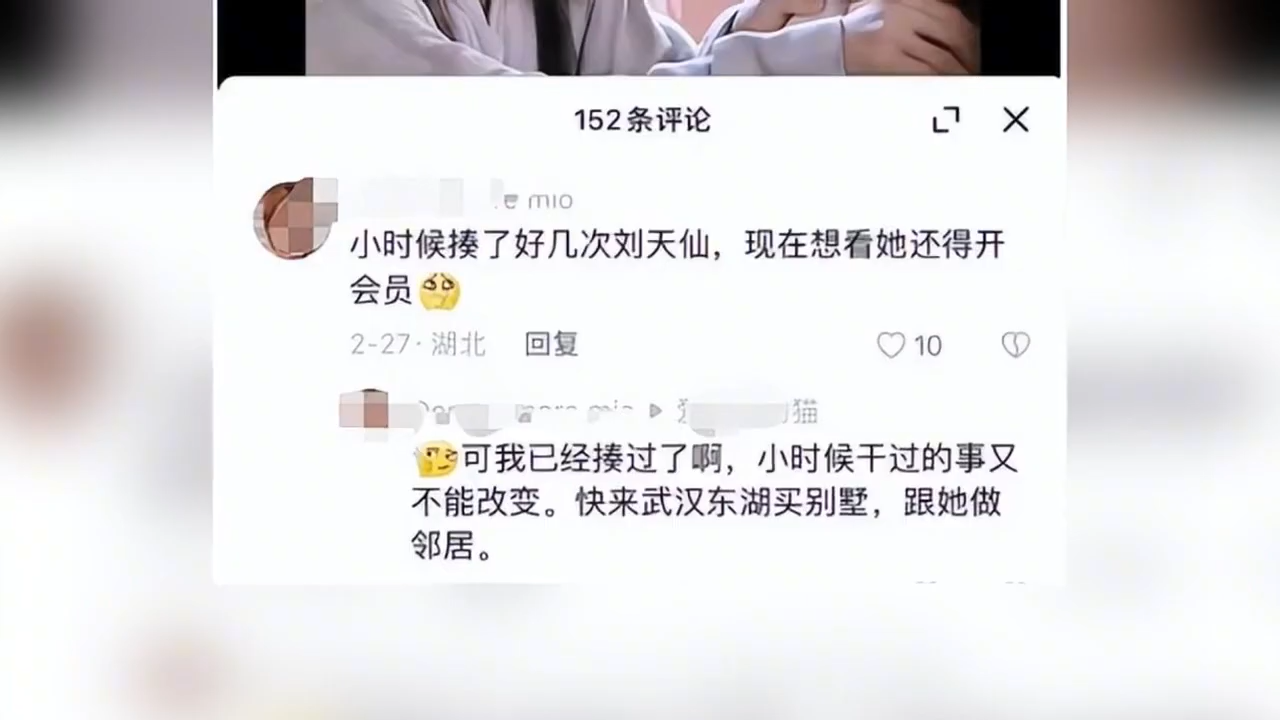 152条评论
mio
小时候揍了好几次刘天仙，现在想看她还得开
会员
2-27·湖北 回复 10
猫
可我已经揍过了啊，小时候干过的事又
不能改变。快来武汉东湖买别墅，跟她做
邻居。